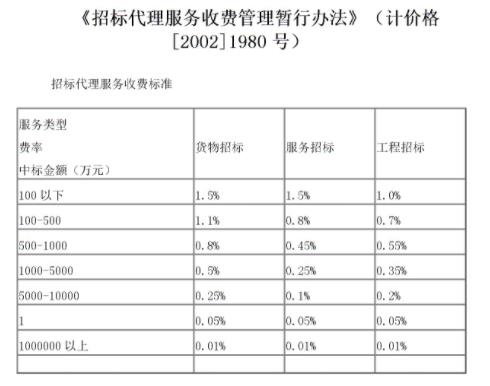 《招标代理服务收费管理暂行办法》（计价格
[2002]1980 号）
招标代理服务收费标准
服务类型
费率
中标金额（万元）
货物招标 服务招标 工程招标
100 以下 1.5% 1.5% 1.0%
100-500 1.1% 0.8% 0.7%
500-1000 0.8% 0.45% 0.55%
1000-5000 0.5% 0.25% 0.35%
5000-10000 0.25% 0.1% 0.2%
1 0.05% 0.05% 0.05%
1000000 以上 0.01% 0.01% 0.01%